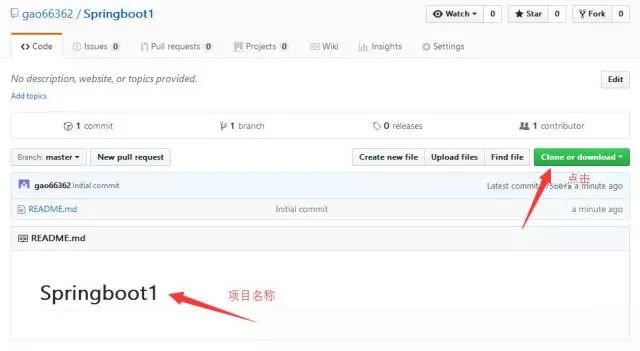 gao66362 / Springboot1
Watch 0 Star 0 Fork 0
Code Issues 0 Pull requests 0 Projects 0 Wiki Insights Settings
No description, website, or topics provided. Edit
Add topics
1 commit 1 branch 0 releases 1 contributor
Branch: master New pull request Create new file Upload files Find file Clone or download
点击
gao66362 Initial commit Latest commit a minute ago
README.md Initial commit a minute ago
README.md
Springboot1 项目名称